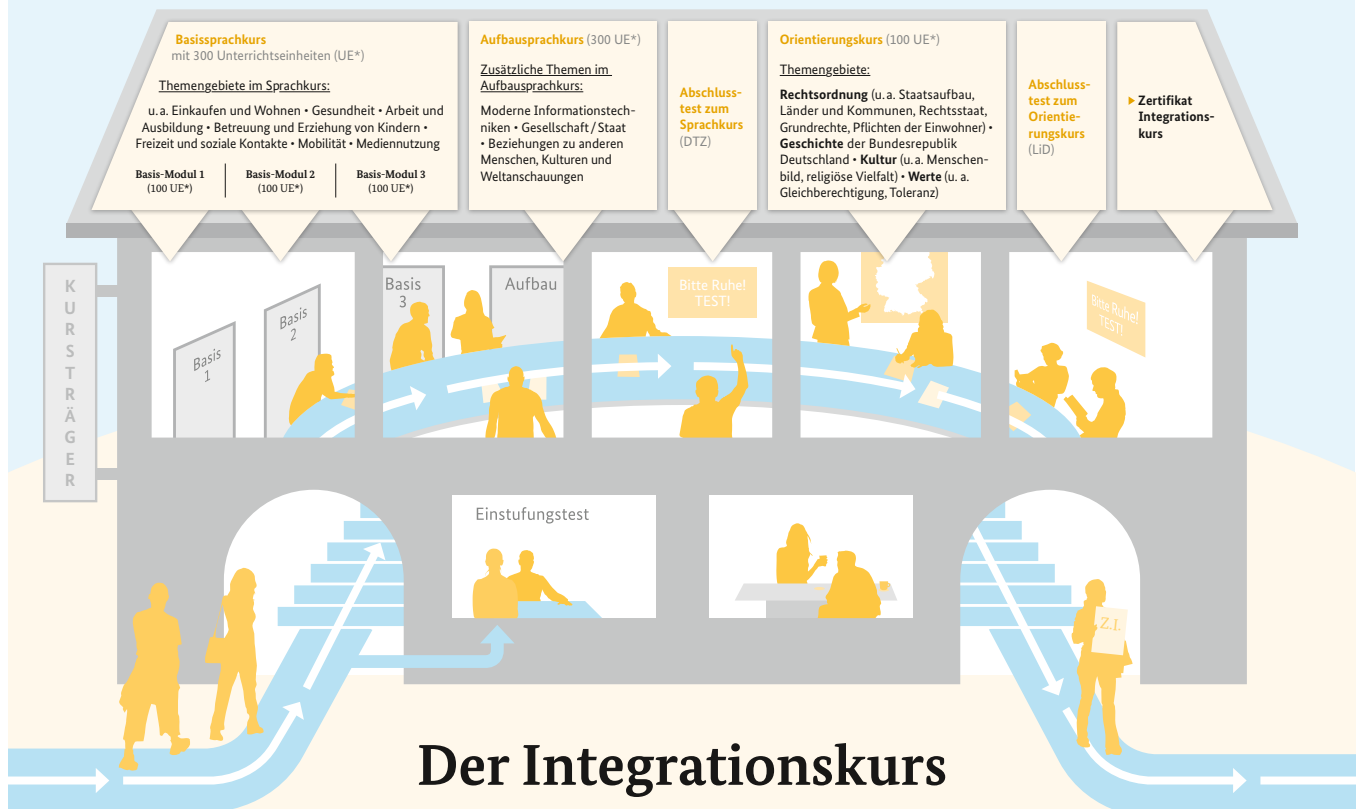 Basissprachkurs
mit 300 Unterrichtseinheiten (UE*)
Themengebiete im Sprachkurs:
u. a. Einkaufen und Wohnen • Gesundheit • Arbeit und
Ausbildung • Betreuung und Erziehung von Kindern •
Freizeit und soziale Kontakte • Mobilität • Mediennutzung
Basis-Modul 1
(100 UE*)
Basis-Modul 2
(100 UE*)
Basis-Modul 3
(100 UE*)
Aufbausprachkurs (300 UE*)
Zusätzliche Themen im
Aufbausprachkurs:
Moderne Informationstech-
niken • Gesellschaft / Staat
• Beziehungen zu anderen
Menschen, Kulturen und
Weltanschauungen
Abschluss-
test zum
Sprachkurs
(DTZ)
Orientierungskurs (100 UE*)
Themengebiete:
Rechtsordnung (u. a. Staatsaufbau,
Länder und Kommunen, Rechtsstaat,
Grundrechte, Pflichten der Einwohner) •
Geschichte der Bundesrepublik
Deutschland • Kultur (u. a. Menschen-
bild, religiöse Vielfalt) • Werte (u. a.
Gleichberechtigung, Toleranz)
Abschluss-
test zum
Orientie-
rungskurs
(LiD)
Zertifikat
Integrations-
kurs
KURSTRÄGER
Basis
1
Basis
2
Basis
3
Aufbau
Bitte Ruhe!
TEST!
Bitte Ruhe!
TEST!
Einstufungstest
Z.I.
Der Integrationskurs